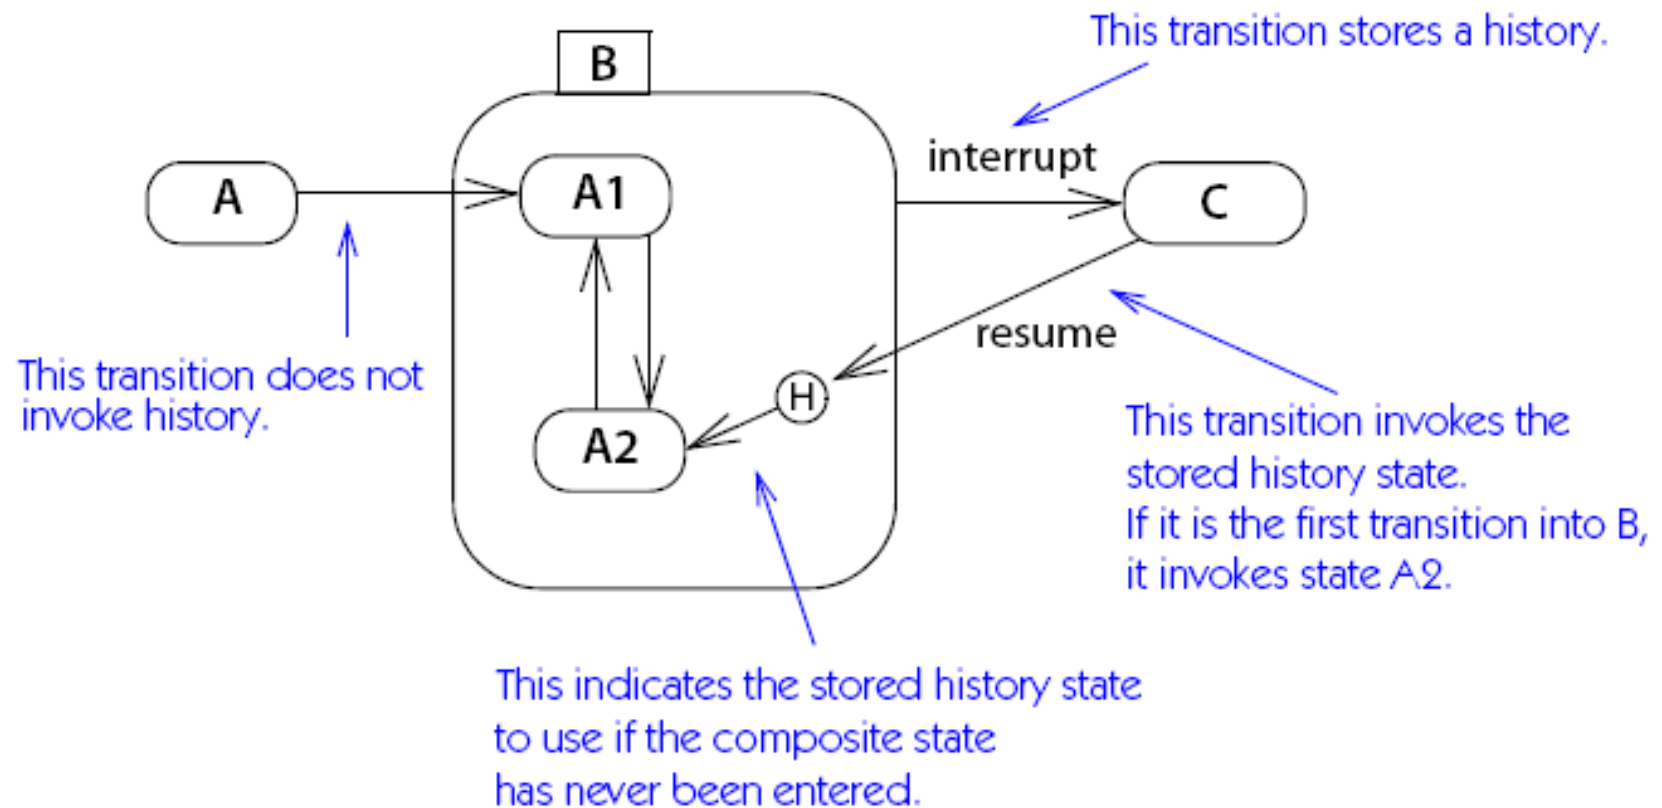 This transition stores a history.
B
interrupt
A
A1
C
resume
This transition does not
invoke history.
H
A2
This transition invokes the
stored history state.
If it is the first transition into B,
it invokes state A2.
This indicates the stored history state
to use if the composite state
has never been entered.